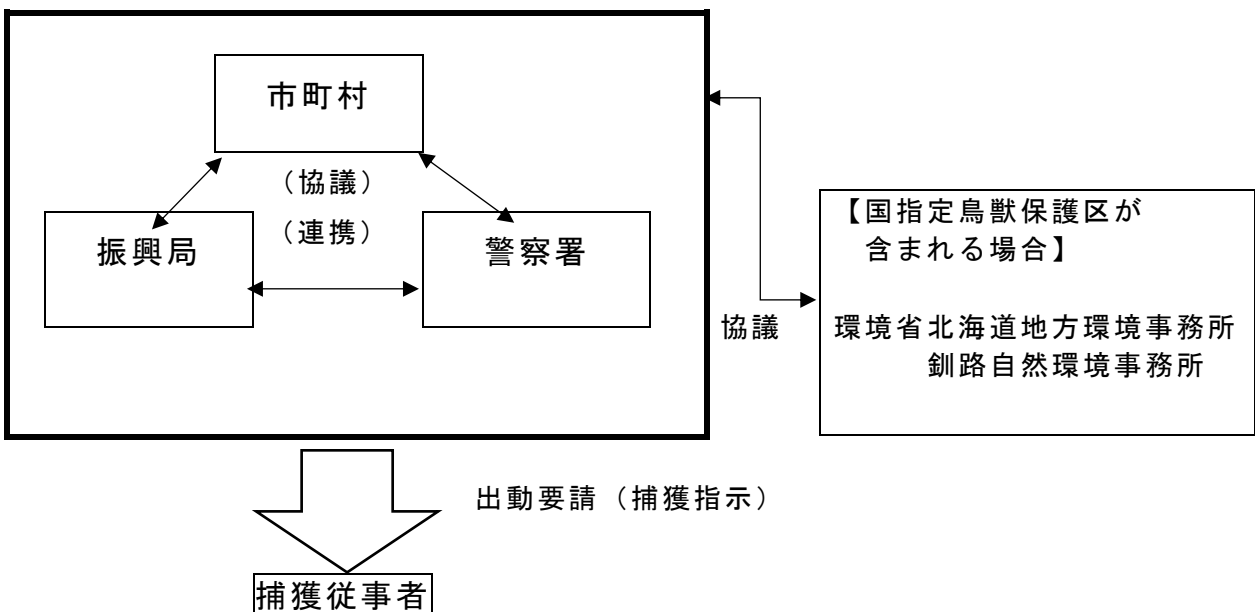 市町村
（協議）
（連携）
振興局
警察署
協議
【国指定鳥獣保護区が
含まれる場合】
環境省北海道地方環境事務所
釧路自然環境事務所
出動要請（捕獲指示）
捕獲従事者